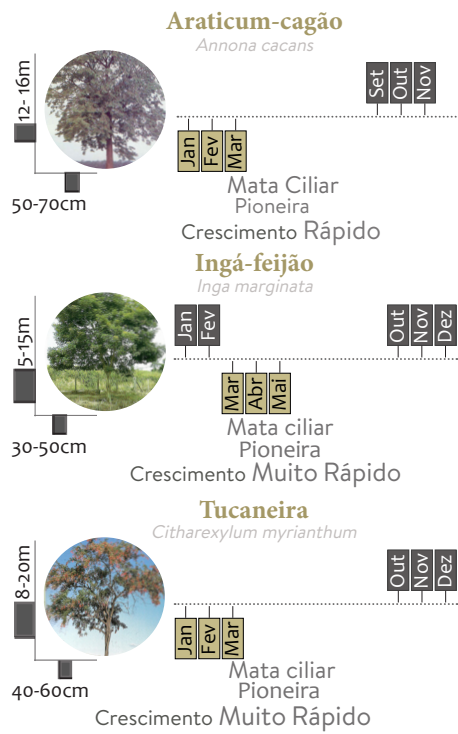 Araticum-cagão
Annona cacans
12- 16m
50-70cm
Set
Out
Nov
Jan
Fev
Mar
Mata Ciliar
Pioneira
Crescimento Rápido
Ingá-feijão
Inga marginata
5-15m
30-50cm
Jan
Fev
Out
Nov
Dez
Mar
Abr
Mai
Mata ciliar
Pioneira
Crescimento Muito Rápido
Tucaneira
Citharexylum myrianthum
8-20m
40-60cm
Out
Nov
Dez
Jan
Fev
Mar
Mata ciliar
Pioneira
Crescimento Muito Rápido